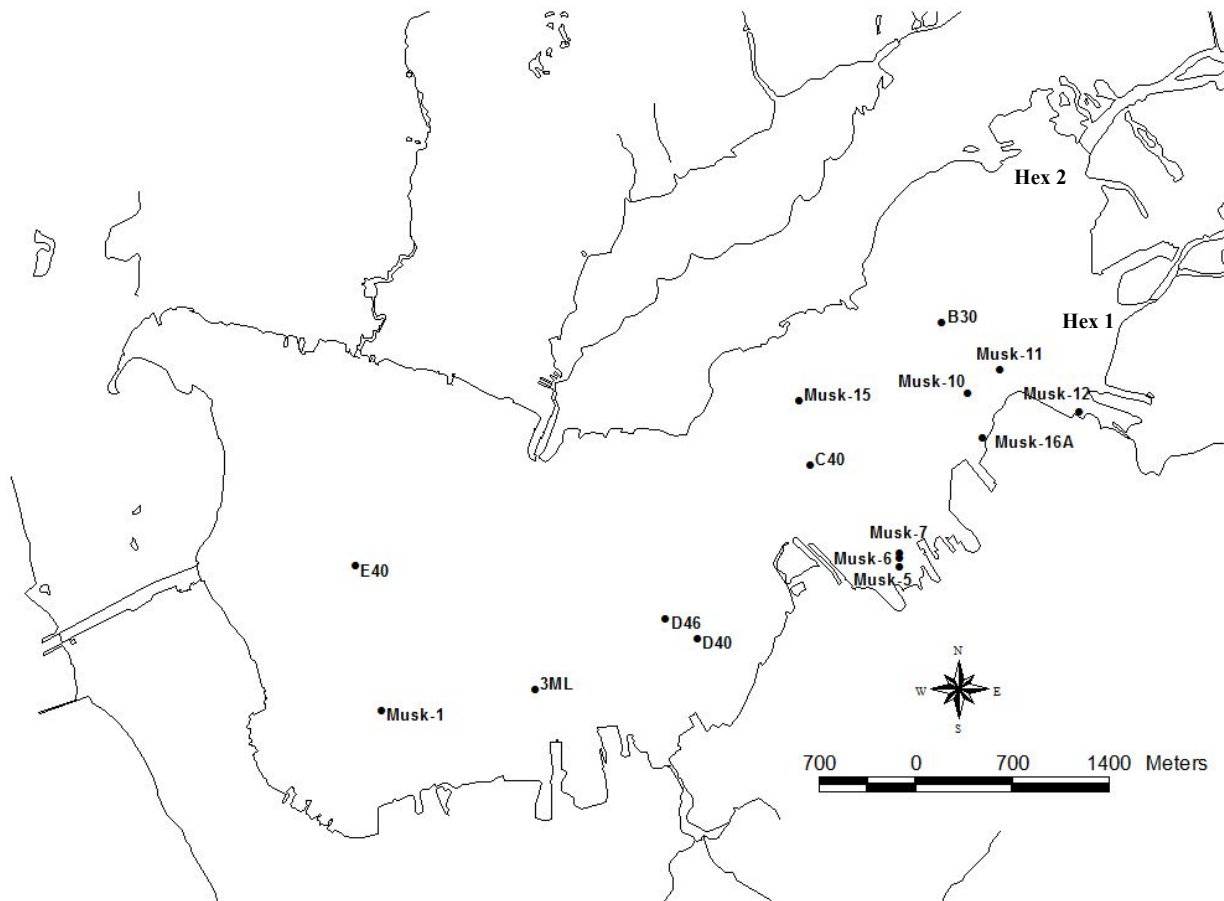 Hex 2
B30
Hex 1
Musk-11
Musk-10
Musk-15
Musk-12
Musk-16A
C40
Musk-7
Musk-6
Musk-5
E40
D46
D40
3ML
Musk-1
N
W E
S
700 0 700 1400 Meters